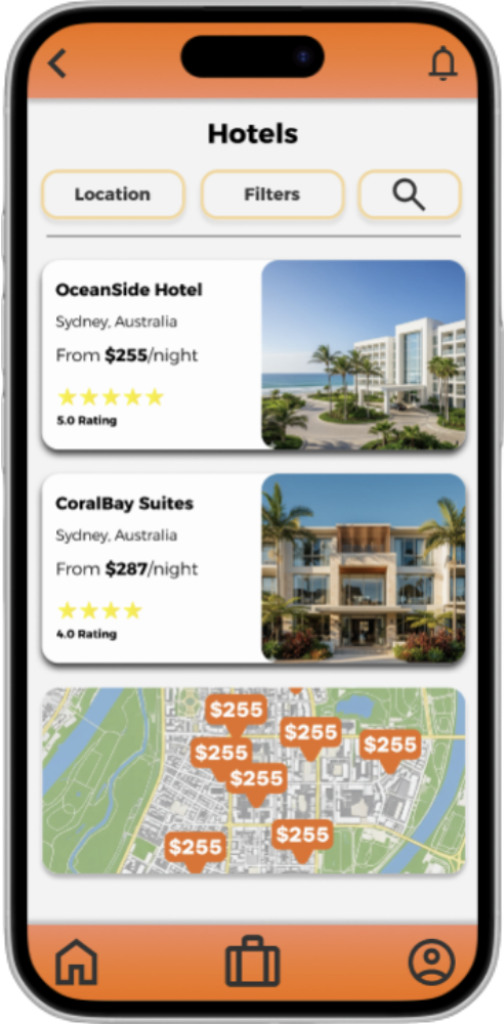 Hotels
Location Filters
OceanSide Hotel
Sydney, Australia
From $255/night
5.0 Rating
CoralBay Suites
Sydney, Australia
From $287/night
4.0 Rating
$255
$255
$255
$255
$255
$255
$255